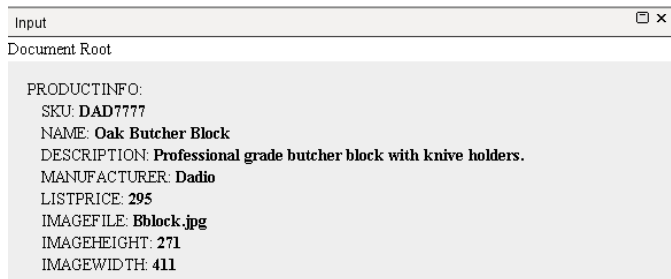 Input
Document Root
PRODUCTINFO:
SKU: DAD7777
NAME: Oak Butcher Block
DESCRIPTION: Professional grade butcher block with knive holders.
MANUFACTURER: Dadio
LISTPRICE: 295
IMAGEFILE: Bblock.jpg
IMAGEHEIGHT: 271
IMAGEWIDTH: 411